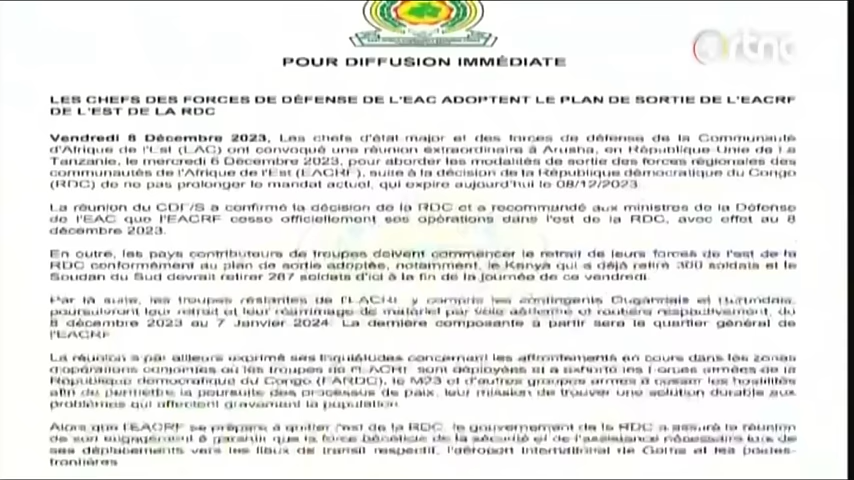 rtnc
POUR DIFFUSION IMMÉDIATE
LES CHEFS DES FORCES DE DÉFENSE DE L'EAC ADOPTENT LE PLAN DE SORTIE DE L'EACRF
DE L'EST DE LA RDC
Vendredi 8 Décembre 2023, Les chefs d'état major et des forces de défense de la Communauté
d'Afrique de l'Est (EAC) ont convoqué une réunion extraordinaire à Arusha, en République Unie de La
Tanzanie, le mercredi 6 Décembre 2023, pour aborder les modalités de sortie des forces régionales des
communautés de l'Afrique de l'Est (EACRF), suite à la décision de la République démocratique du Congo
(RDC) de ne pas prolonger le mandat actuel, qui expire aujourd'hui le 08/12/2023.
La réunion du CDF/S a confirmé la décision de la RDC et a recommandé aux ministres de la Défense
de l'EAC que l'EACRF cesse officiellement ses opérations dans l'est de la RDC, avec effet au 8
décembre 2023.
En outre, les pays contributeurs de troupes doivent commencer le retrait de leurs forces de l'est de la
RDC conformément au plan de sortie adoptés, notamment, le Kenya qui a déjà retiré 300 soldats et le
Soudan du Sud devrait retirer 287 soldats d'ici à la fin de la journée de ce vendredi.
Par la suite, les troupes restantes de l'EACRF y compris les contingents Ougandais et Burundais,
poursuivront leur retrait et leur réarrimage de matériel par voie aérienne et routière respectivement, du
8 décembre 2023 au 7 Janvier 2024. La dernière composante à partir sera le quartier général de
l'EACRF
La réunion a par ailleurs exprimé ses inquiétudes concernant les affrontements en cours dans les zones
d'opérations conjointes où les troupes de l'EACRF sont déployées et a exhorté les Forces armées de la
République démocratique du Congo (FARDC), le M23 et d'autres groupes armés à cesser les hostilités
afin de permettre la poursuite des processus de paix, leur mission de trouver une solution durable aux
problèmes qui affectent gravement la population.
Alors que l'EACRF se prépare à quitter l'est de la RDC, le gouvernement de la RDC a assuré la réunion
de son engagement à garantir que la force bénéficie de la sécurité et de l'assistance nécessaire lors de
ses déplacements vers les lieux de transit respectif, l'aéroport International de Goma et les postes-
frontières